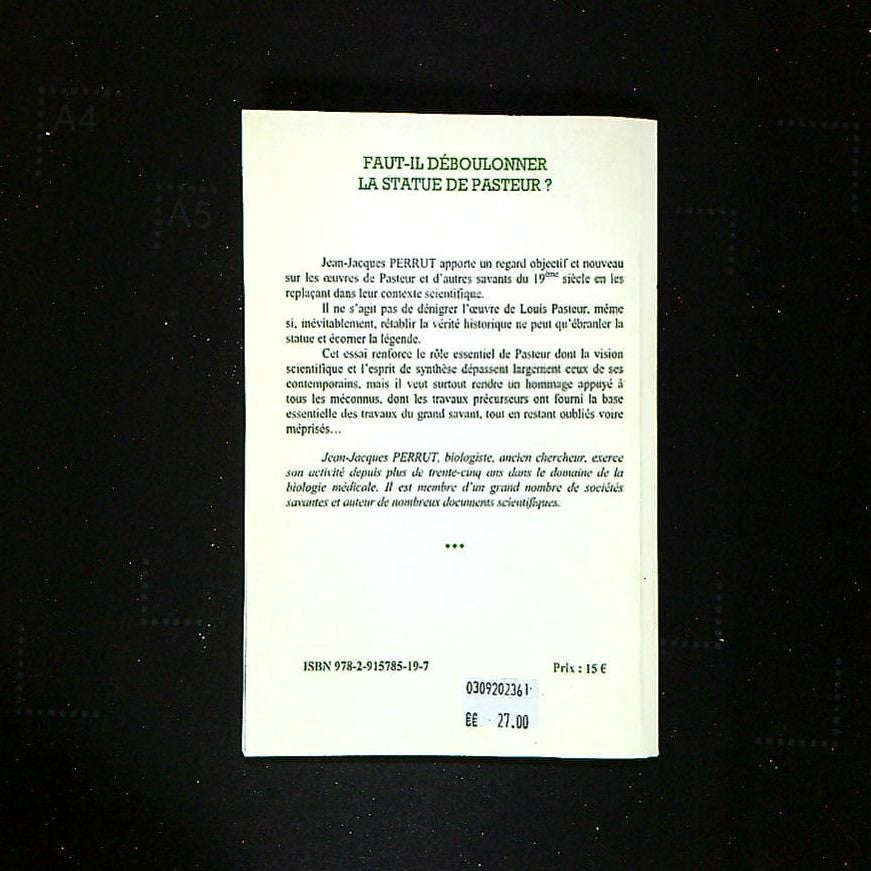 A4
A5
FAUT-IL DÉBOULONNER
LA STATUE DE PASTEUR ?
Jean-Jacques PERRUT apporte un regard objectif et nouveau
sur les œuvres de Pasteur et d'autres savants du 19ème siècle en les
replaçant dans leur contexte scientifique.
Il ne s'agit pas de dénigrer l'œuvre de Louis Pasteur, même
si, inévitablement, rétablir la vérité historique ne peut qu'ébranler la
statue et écorner la légende.
Cet essai renforce le rôle essentiel de Pasteur dont la vision
scientifique et l'esprit de synthèse dépassent largement ceux de ses
contemporains, mais il veut surtout rendre un hommage appuyé à
tous les méconnus, dont les travaux précurseurs ont fourni la base
essentielle des travaux du grand savant, tout en restant oubliés voire
méprisés…
Jean-Jacques PERRUT, biologiste, ancien chercheur, exerce
son activité depuis plus de trente-cinq ans dans le domaine de la
biologie médicale. Il est membre d'un grand nombre de sociétés
savantes et auteur de nombreux documents scientifiques.
ISBN 978-2-915785-19-7 Prix : 15 €
0309202361
€€ 27.00